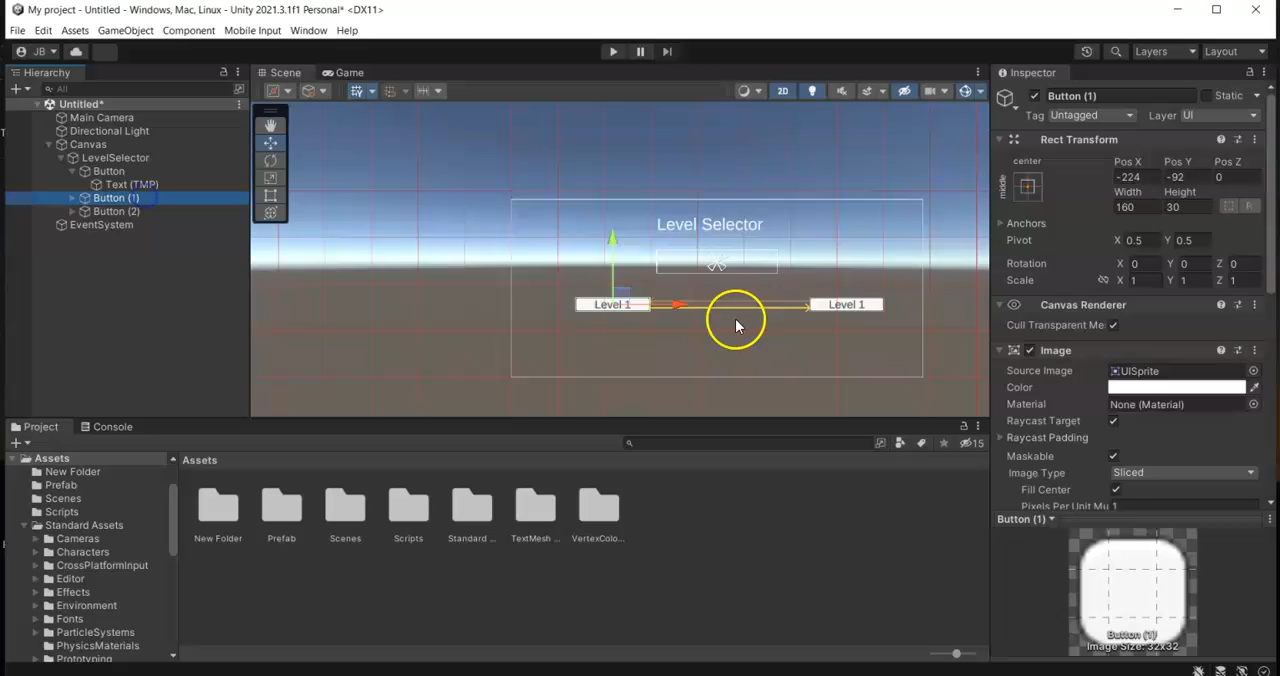 My project - Untitled - Windows, Mac, Linux - Unity 2021.3.1f1 Personal* <DX11>
File Edit Assets GameObject Component Mobile Input Window Help
JB Layers Layout
Hierarchy
All
Untitled*
Main Camera
Directional Light
Canvas
LevelSelector
Button
Text (TMP)
Button (1)
Button (2)
EventSystem
Scene Game
2D
Level Selector
Level 1 Level 1
Inspector
Button (1) Static
Tag Untagged Layer UI
Rect Transform
center
middle
Pos X Pos Y Pos Z
-224 -92 0
Width Height
160 30
R
Anchors
Pivot X 0.5 Y 0.5
Rotation X 0 Y 0 Z 0
Scale X 1 Y 1 Z 1
Canvas Renderer
Cull Transparent Me
Image
Source Image UISprite
Color
Material None (Material)
Raycast Target
Raycast Padding
Maskable
Image Type Sliced
Fill Center
Pixels Per Unit Mu 1
Button (1)
Button (1)
Image Size: 32x32
Project Console
15
Assets
New Folder
Prefab
Scenes
Scripts
Standard Assets
Cameras
Characters
CrossPlatformInput
Editor
Effects
Environment
Fonts
ParticleSystems
PhysicsMaterials
Prototyping
Assets
New Folder Prefab Scenes Scripts Standard ... TextMesh ... VertexColo...